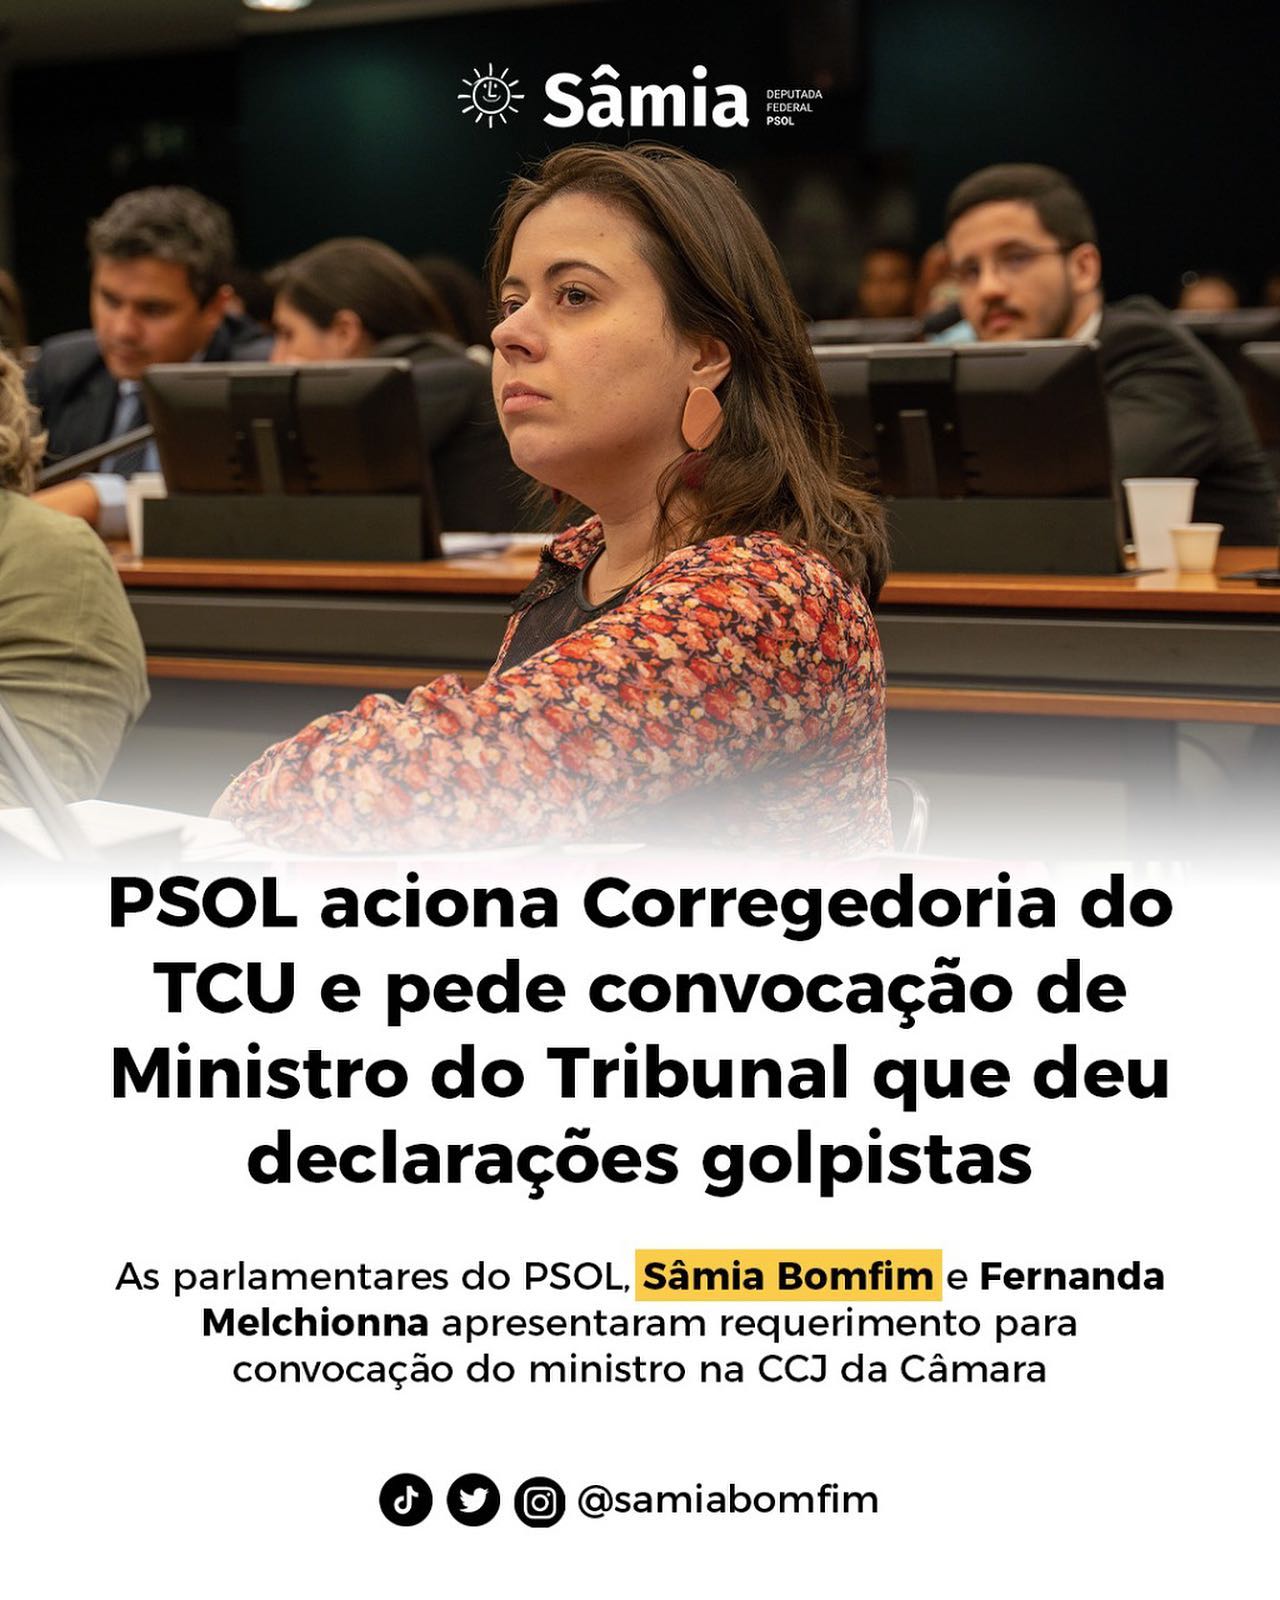 Sâmia
DEPUTADA
FEDERAL
PSOL
PSOL aciona Corregedoria do
TCU e pede convocação de
Ministro do Tribunal que deu
declarações golpistas
As parlamentares do PSOL, Sâmia Bomfim e Fernanda
Melchionna apresentaram requerimento para
convocação do ministro na CCJ da Câmara
@samiabomfim